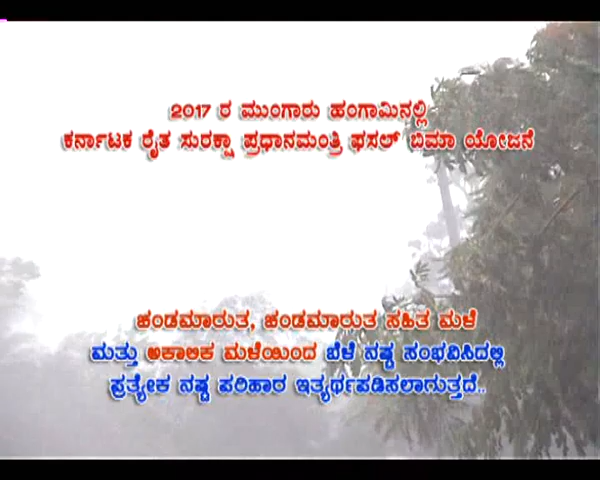 2017 ರ ಮುಂಗಾರು ಹಂಗಾಮಿನಲ್ಲಿ
ಕರ್ನಾಟಕ ರೈತ ಸುರಕ್ಷಾ ಪ್ರಧಾನಮಂತ್ರಿ ಫಸಲ್ ಬಿಮಾ ಯೋಜನೆ
ಹಂಡಮಾರುತ, ಹಂಡಮಾರುತ ಸಹಿತ ಮಳೆ
ಮತ್ತು ಅಕಾಲಿಕ ಮಳೆಯಿಂದ ಬೆಳೆ ನಷ್ಟ ಸಂಭವಿಸಿದಲ್ಲಿ
ಪ್ರತ್ಯೇಕ ನಷ್ಟ ಪರಿಹಾರ ಇತ್ಯರ್ಥಪಡಿಸಲಾಗುತ್ತದೆ..